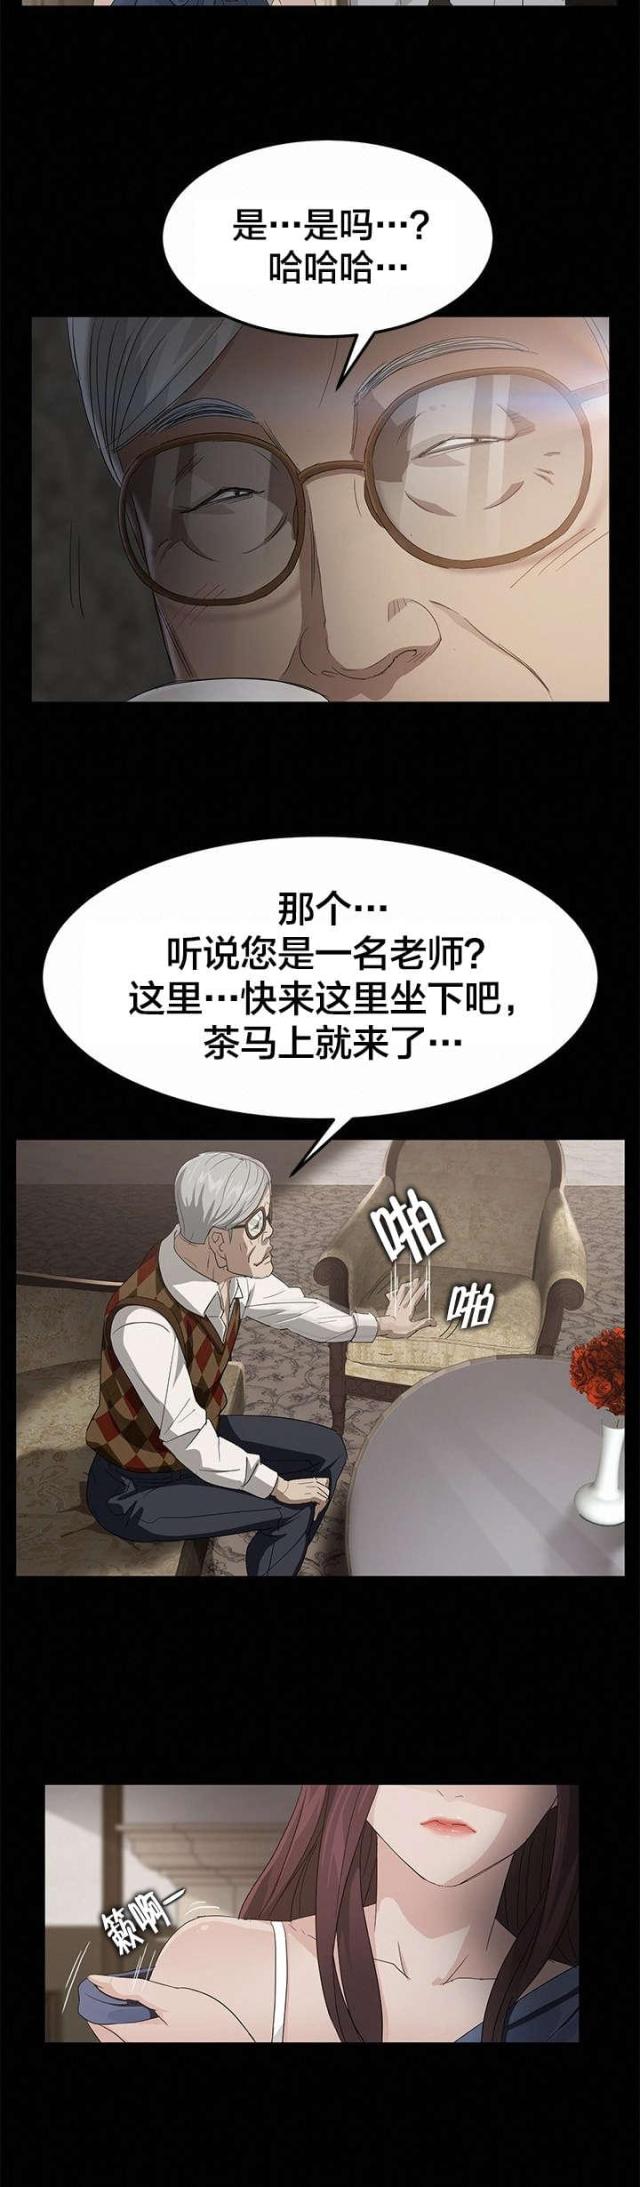 是…是吗…?
哈哈哈…
那个…
听说您是一名老师?
这里…快来这里坐下吧,
茶马上就来了…
啪
啪
簌啊一